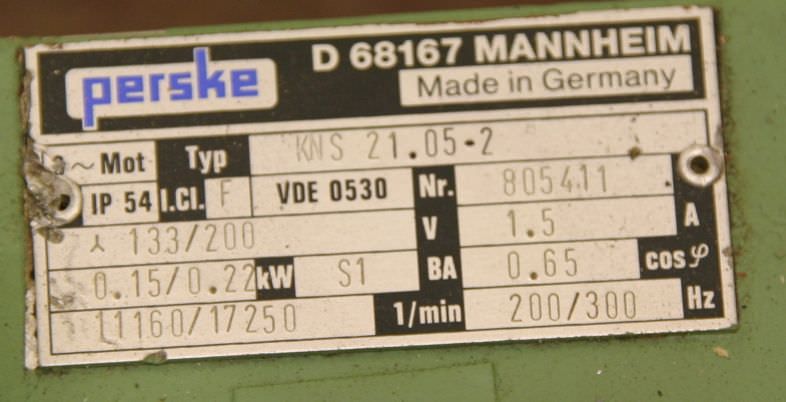 perske D 68167 MANNHEIM
Made in Germany
~ Mot Typ KNS 21.05-2
IP 54 I.Cl. F VDE 0530 Nr. 805411
⅄ 133/200 V 1.5 A
0.15/0.22 kW S1 BA 0.65 cos φ
11160/17250 1/min 200/300 Hz